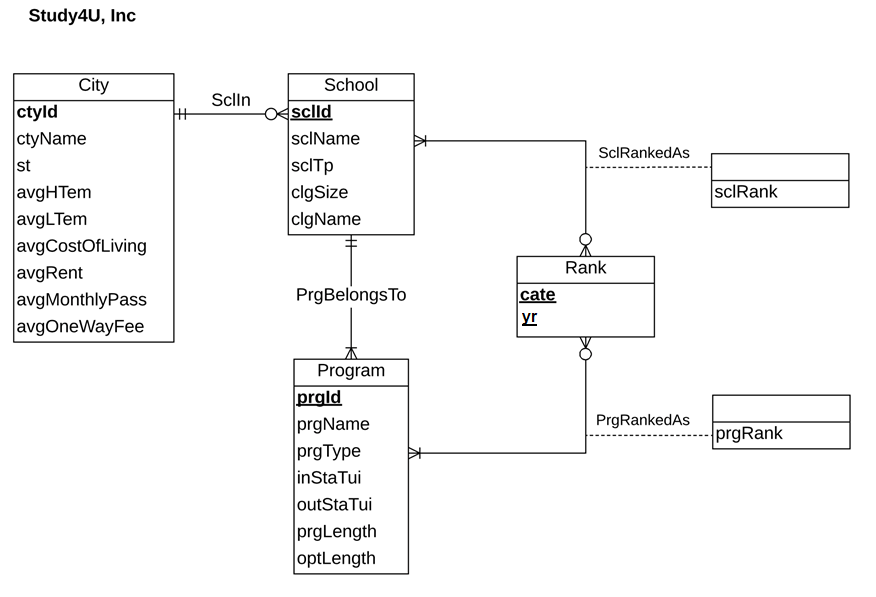 Study4U, Inc
City
ctyId
ctyName
st
avgHTem
avgLTem
avgCostOfLiving
avgRent
avgMonthlyPass
avgOneWayFee
SclIn
School
sclId
sclName
sclTp
clgSize
clgName
SclRankedAs
sclRank
Rank
cate
yr
PrgBelongsTo
Program
prgId
prgName
prgType
inStaTui
outStaTui
prgLength
optLength
PrgRankedAs
prgRank